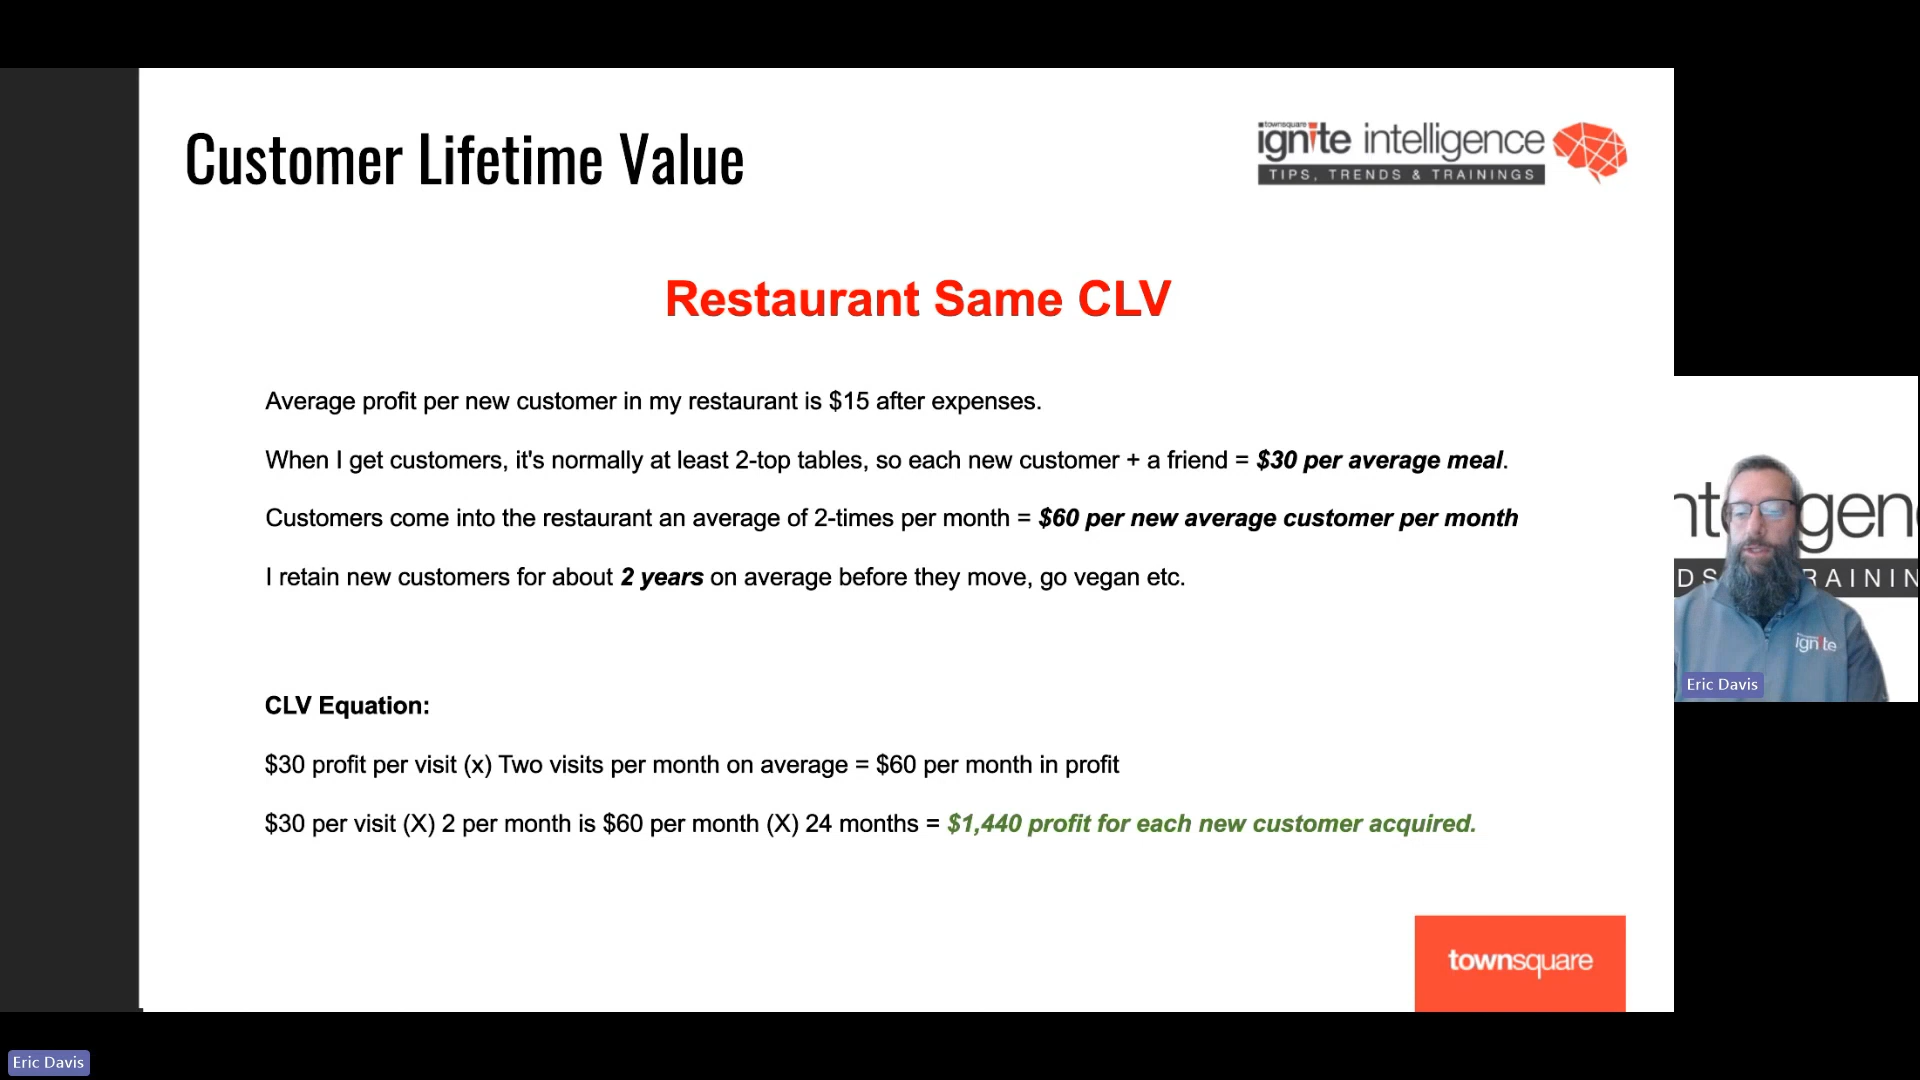 Customer Lifetime Value
townsquare
ignite intelligence
TIPS, TRENDS & TRAININGS
Restaurant Same CLV
Average profit per new customer in my restaurant is $15 after expenses.
When I get customers, it's normally at least 2-top tables, so each new customer + a friend = $30 per average meal.
Customers come into the restaurant an average of 2-times per month = $60 per new average customer per month
I retain new customers for about 2 years on average before they move, go vegan etc.
CLV Equation:
$30 profit per visit (x) Two visits per month on average = $60 per month in profit
$30 per visit (X) 2 per month is $60 per month (X) 24 months = $1,440 profit for each new customer acquired.
townsquare
nt gen
DS RAININ
ignite
Eric Davis
Eric Davis